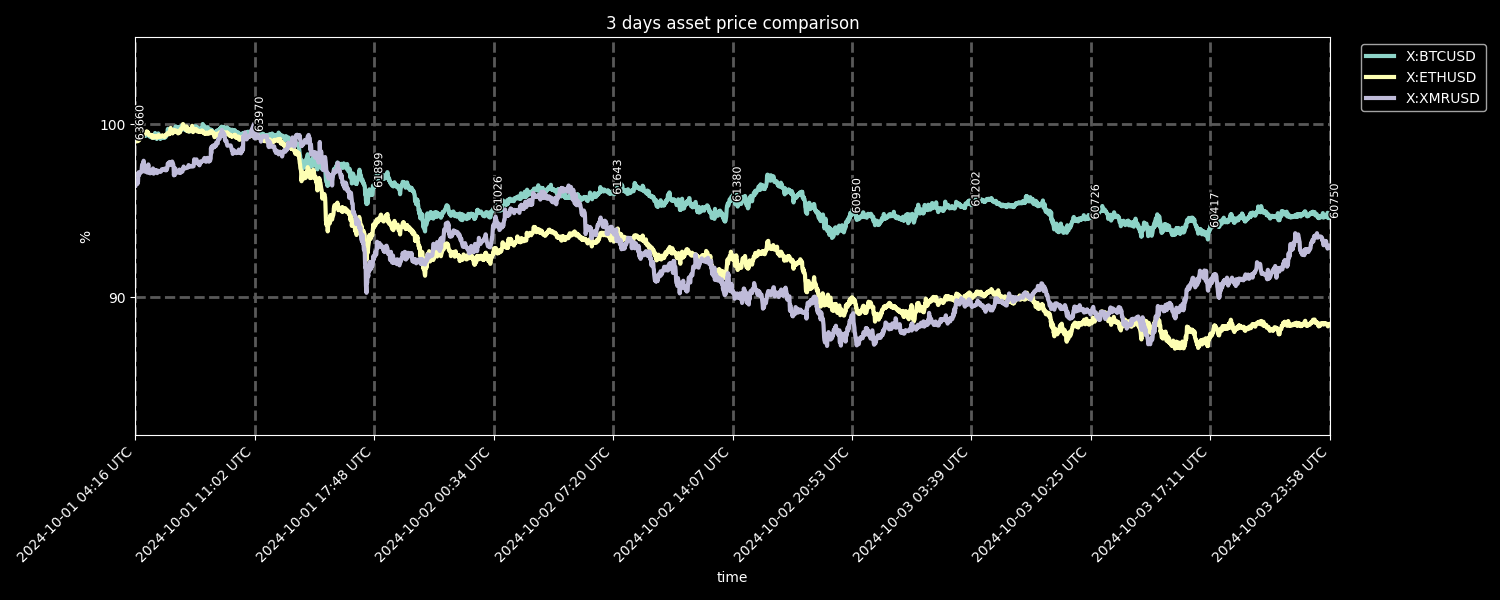 3 days asset price comparison
X:BTCUSD
X:ETHUSD
X:XMRUSD
100
90
%
63660
63970
61899
61026
61643
61380
60950
61202
60726
60417
60750
2024-10-01 04:16 UTC
2024-10-01 11:02 UTC
2024-10-01 17:48 UTC
2024-10-02 00:34 UTC
2024-10-02 07:20 UTC
2024-10-02 14:07 UTC
2024-10-02 20:53 UTC
2024-10-03 03:39 UTC
2024-10-03 10:25 UTC
2024-10-03 17:11 UTC
2024-10-03 23:58 UTC
time